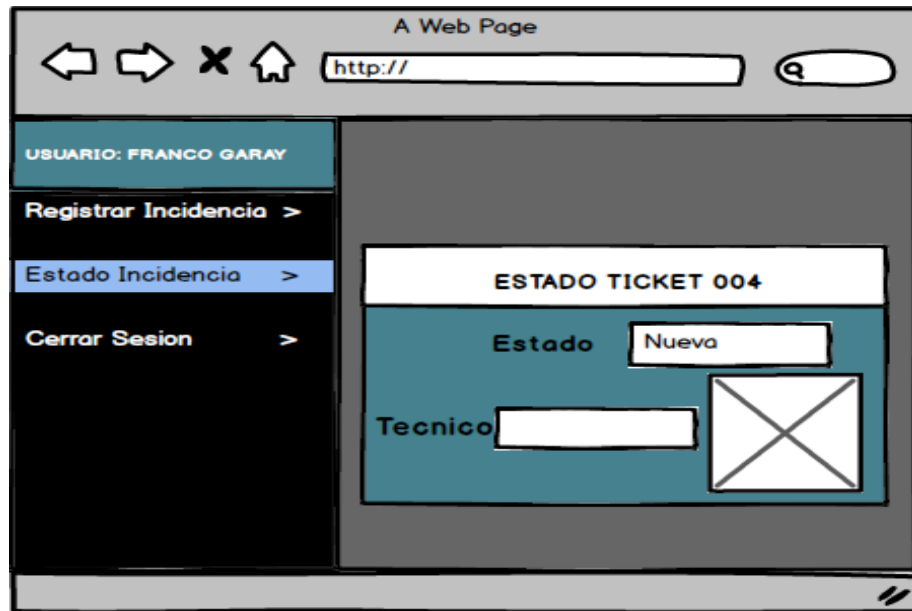 A Web Page
http://
USUARIO: FRANCO GARAY
Registrar Incidencia >
Estado Incidencia >
Cerrar Sesion >
ESTADO TICKET 004
Estado Nueva
Tecnico